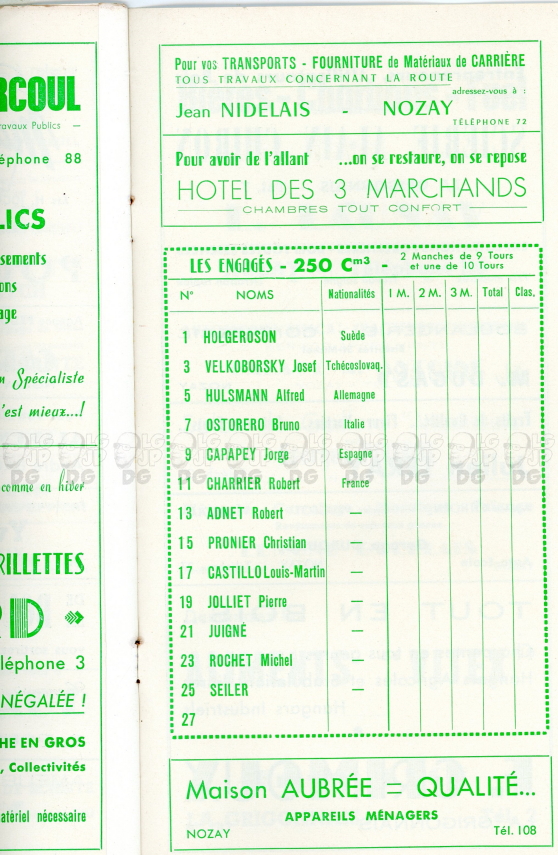 RCOUL
ravaux Publics —
éphone 88
LICS
sements
ons
age
n Spécialiste
'est mieux...!
comme en hiver
RILLETTES
RD »
léphone 3
NÉGALÉE !
HE EN GROS
, Collectivités
atériel nécessaire
Pour vos TRANSPORTS - FOURNITURE de Matériaux de CARRIÈRE
TOUS TRAVAUX CONCERNANT LA ROUTE
adressez-vous à :
Jean NIDELAIS - NOZAY
TÉLÉPHONE 72
Pour avoir de l'allant ...on se restaure, on se repose
HOTEL DES 3 MARCHANDS
CHAMBRES TOUT CONFORT
LES ENGAGÉS - 250 Cm3 - 2 Manches de 9 Tours
et une de 10 Tours
N° NOMS Nationalités 1 M. 2 M. 3 M. Total Clas,
1 HOLGEROSON Suède
3 VELKOBORSKY Josef Tchécoslovaq.
5 HULSMANN Alfred Allemagne
7 OSTORERO Bruno Italie
9 CAPAPEY Jorge Espagne
11 CHARRIER Robert France
13 ADNET Robert —
15 PRONIER Christian —
17 CASTILLO Louis-Martin —
19 JOLLIET Pierre —
21 JUIGNÉ —
23 ROCHET Michel —
25 SEILER —
27
Maison AUBRÉE = QUALITÉ...
APPAREILS MÉNAGERS
NOZAY Tél. 108